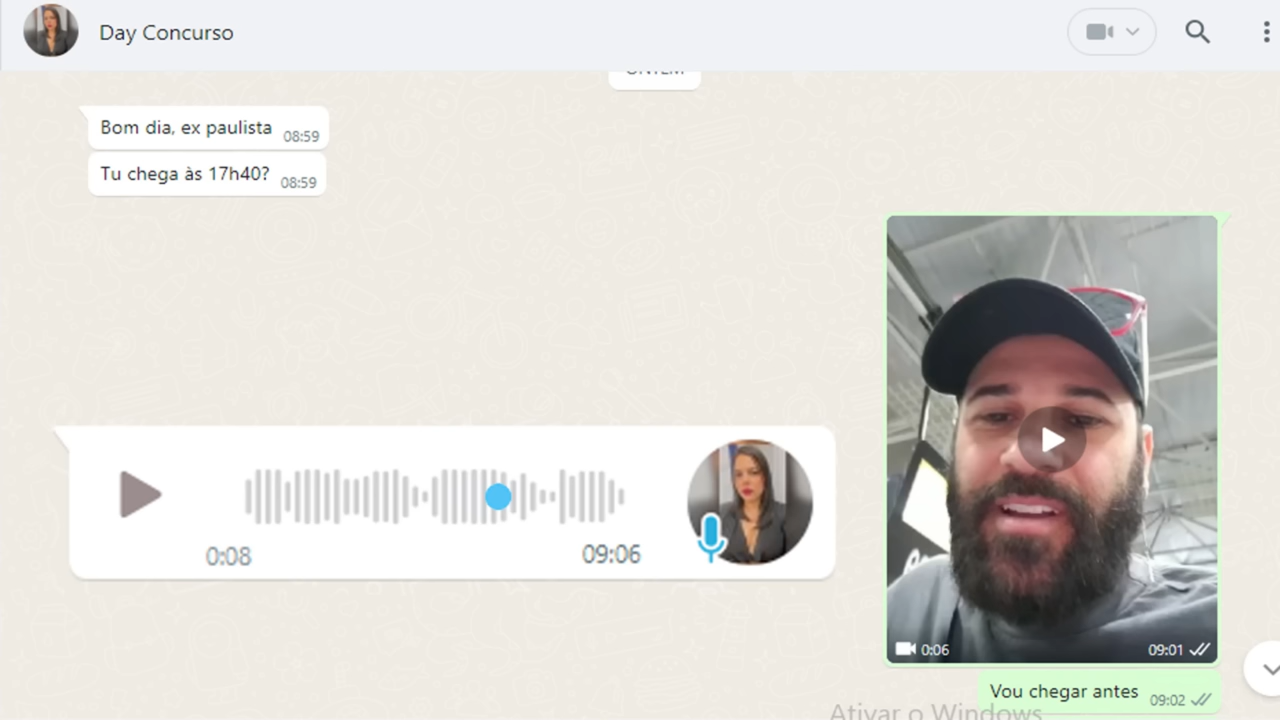 Day Concurso
ONTEM
Bom dia, ex paulista 08:59
Tu chega às 17h40? 08:59
0:06 09:01
0:08 09:06
Vou chegar antes 09:02
Ativar o Windows